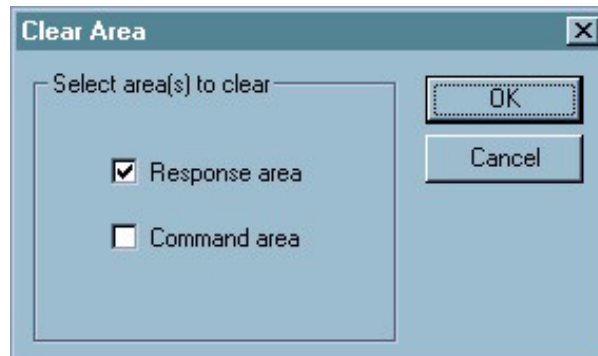 Clear Area
Select area(s) to clear
OK
Cancel
Response area
Command area